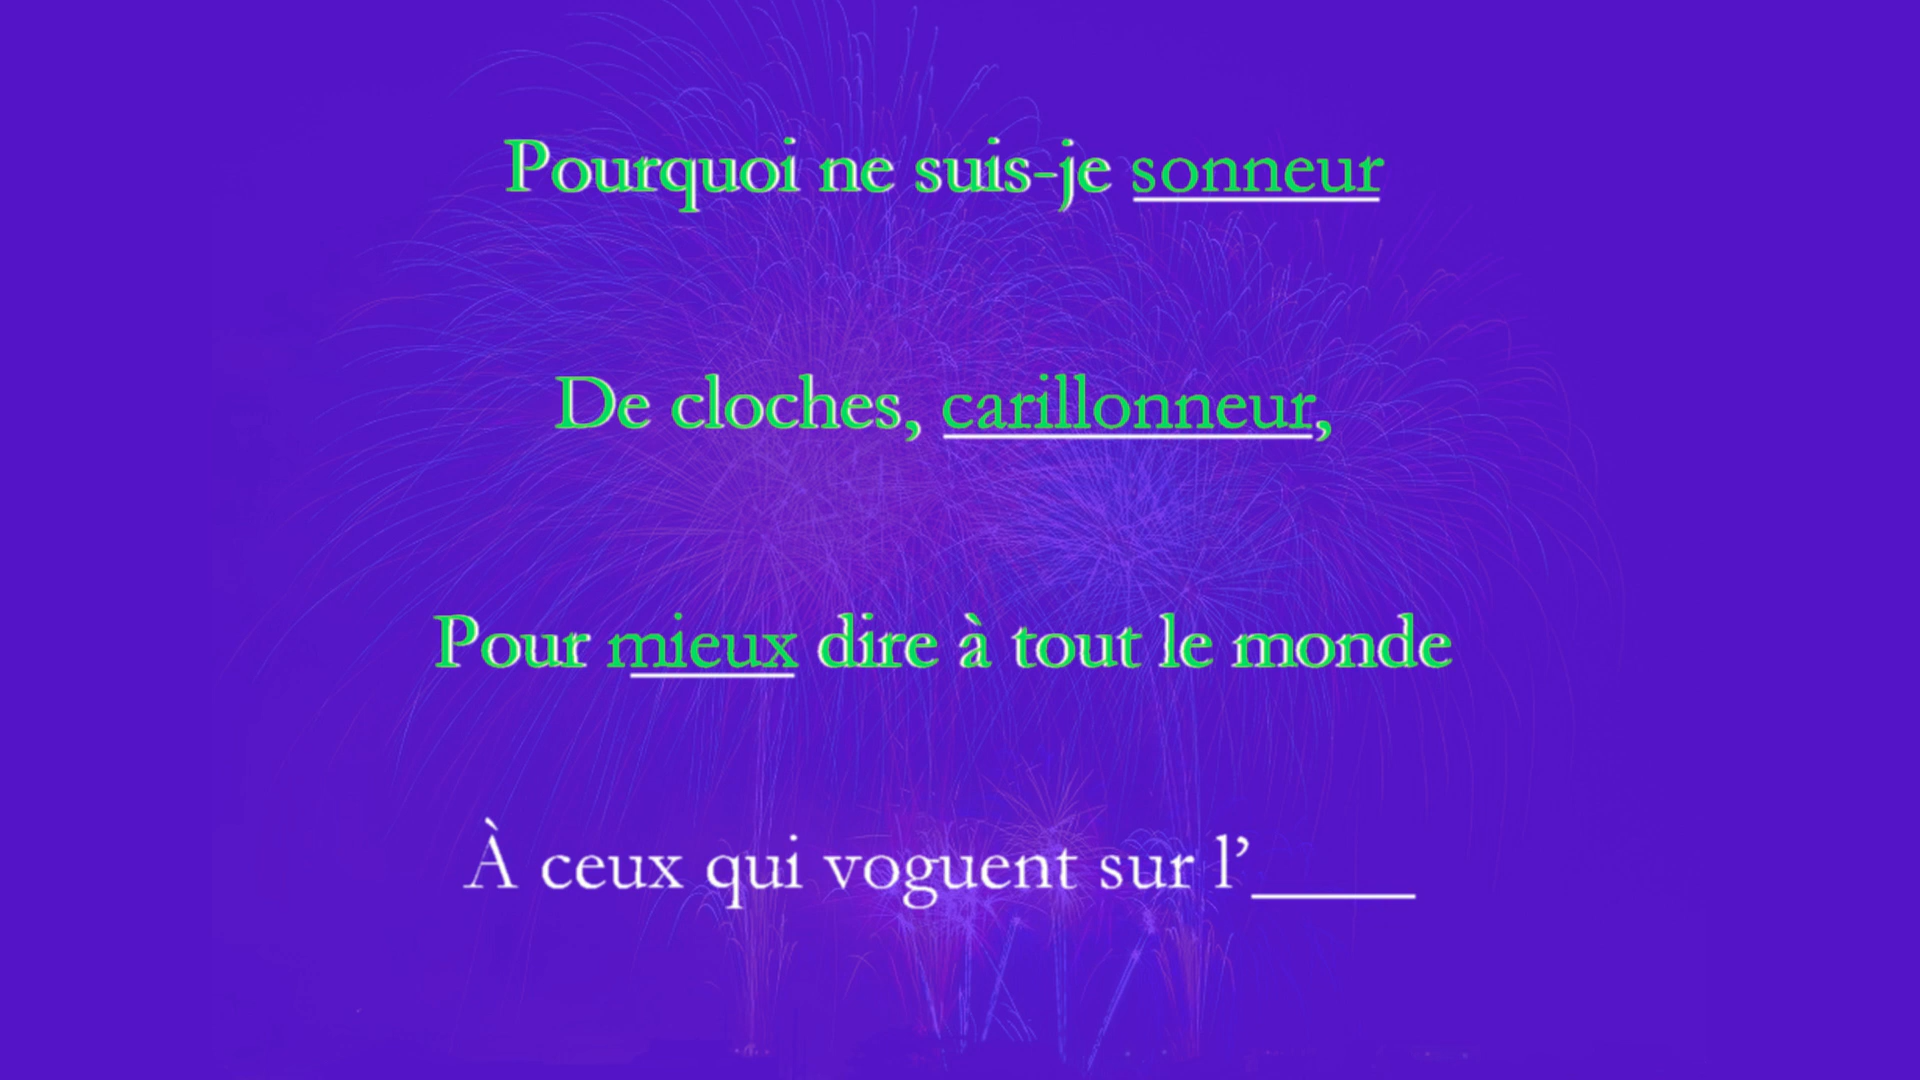 Pourquoi ne suis-je sonneur
De cloches, carillonneur,
Pour mieux dire à tout le monde
À ceux qui voguent sur l’____